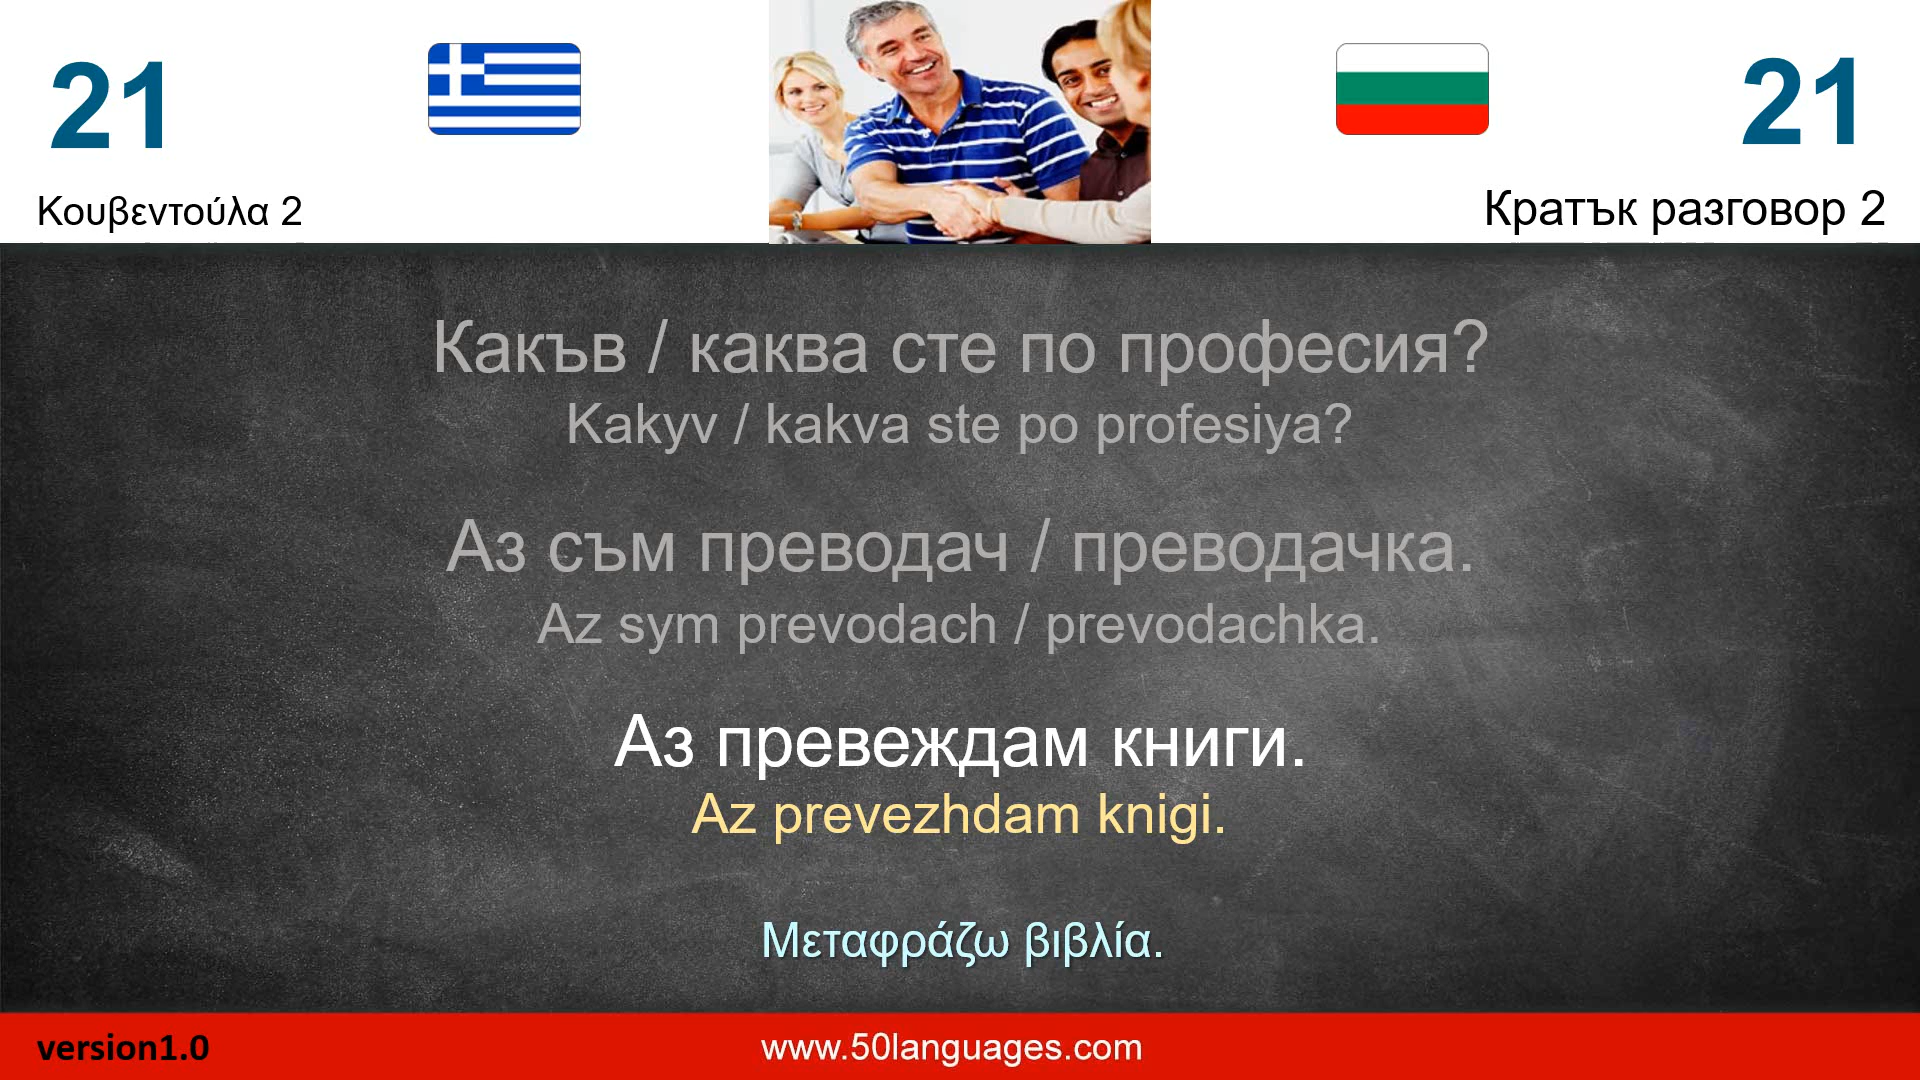 21
21
Κουβεντούλα 2
Кратък разговор 2
Какъв / каква сте по професия?
Kakyv / kakva ste po profesiya?
Аз съм преводач / преводачка.
Az sym prevodach / prevodachka.
Аз превеждам книги.
Az prevezhdam knigi.
Μεταφράζω βιβλία.
version1.0
www.50languages.com